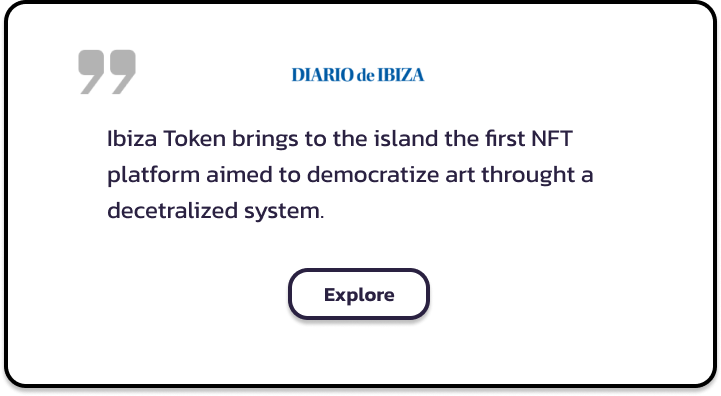 DIARIO de IBIZA
Ibiza Token brings to the island the first NFT
platform aimed to democratize art throught a
decetralized system.
Explore